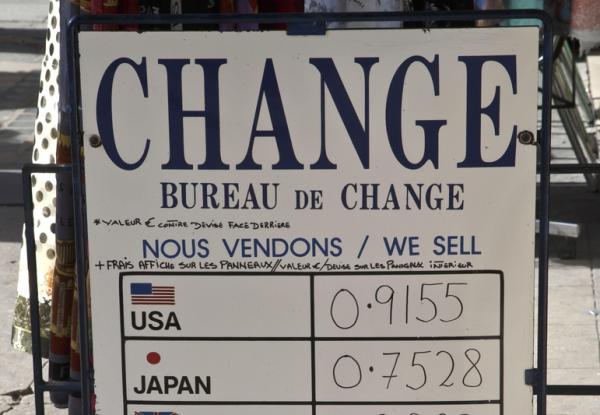 CHANGE
BUREAU DE CHANGE
*VALEUR € CONTRE DEVISE FACE DERRIERE
NOUS VENDONS / WE SELL
+ FRAIS AFFICHE SUR LES PANNEAUX // VALEUR €/DEVISE SUR LES PANNEAUX INTERIEUR
USA 0.9155
JAPAN 0.7528